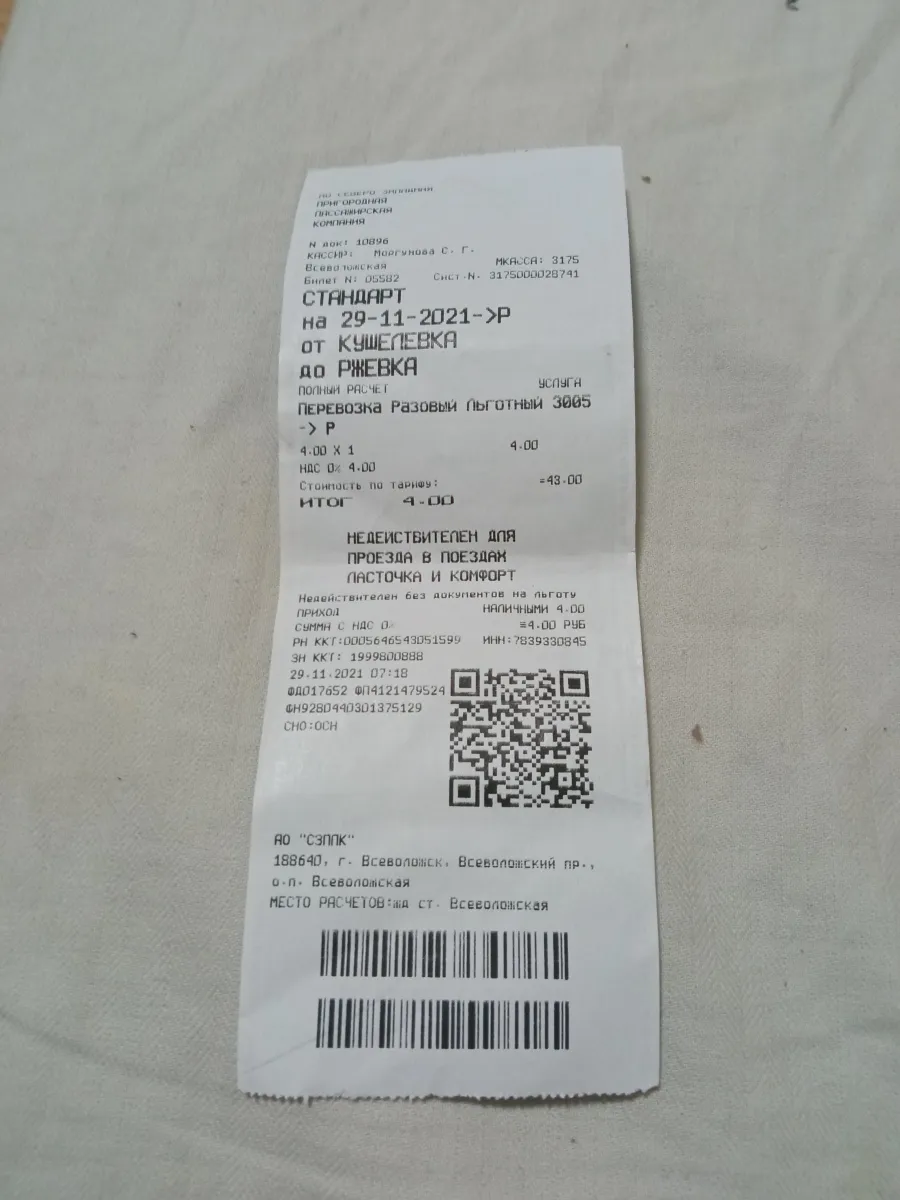 АО СЕВЕРО-ЗАПАДНАЯ
ПРИГОРОДНАЯ
ПАССАЖИРСКАЯ
КОМПАНИЯ
N док: 10896
КАССИР: Моргунова С. Г.
Всеволожская МКАССА: 3175
Билет N: 05582 Сист.N. 3175000028741
СТАНДАРТ
на 29-11-2021->Р
от КУШЕЛЕВКА
до РЖЕВКА
ПОЛНЫЙ РАСЧЕТ УСЛУГА
ПЕРЕВОЗКА Разовый Льготный 3005
-> Р
4.00 X 1 4.00
НДС 0% 4.00
Стоимость по тарифу: =43.00
ИТОГ 4.00
НЕДЕЙСТВИТЕЛЕН ДЛЯ
ПРОЕЗДА В ПОЕЗДАХ
ЛАСТОЧКА И КОМФОРТ
Недействителен без документов на льготу
ПРИХОД НАЛИЧНЫМИ 4.00
СУММА С НДС 0% =4.00 РУБ
РН ККТ:0005646543051599 ИНН:7839330845
ЗН ККТ: 1999800888
29.11.2021 07:18
ФД017652 ФП4121479524
ФН9280440301375129
СНО:ОСН
АО "СЗППК"
188640, г. Всеволожск, Всеволожский пр.,
о.п. Всеволожская
МЕСТО РАСЧЕТОВ:жд ст. Всеволожская